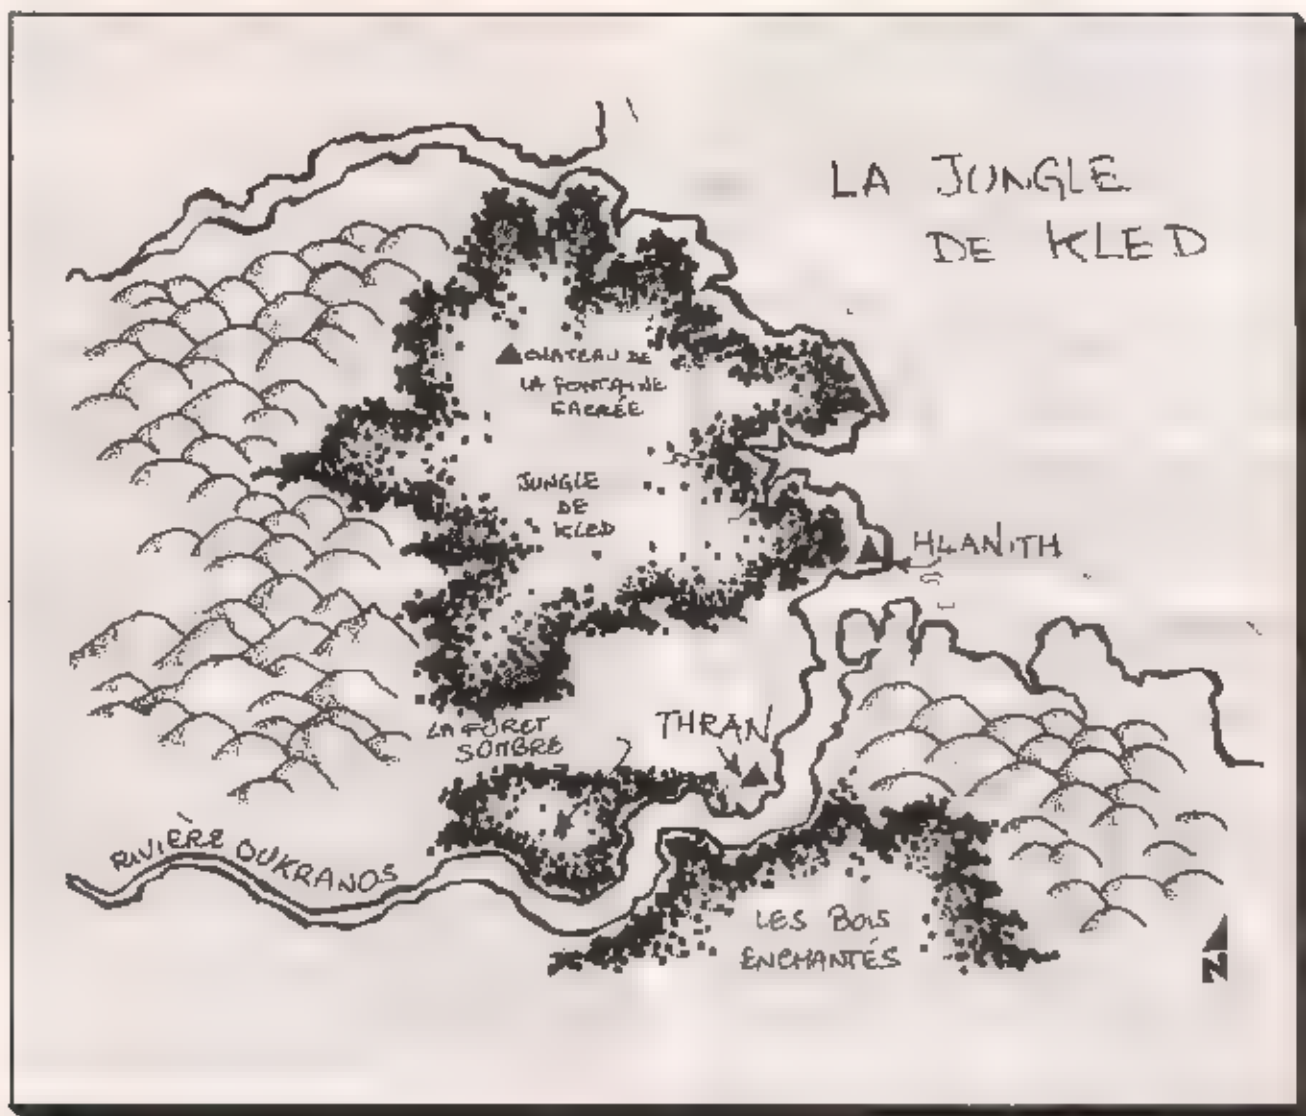 LA JUNGLE
DE KLED
CHATEAU DE
LA FONTAINE
SACRÉE
JUNGLE
DE
KLED
HLANITH
LA FORET
SOMBRE
THRAN
RIVIÈRE OUKRANOS
LES BOIS
ENCHANTÉS
N